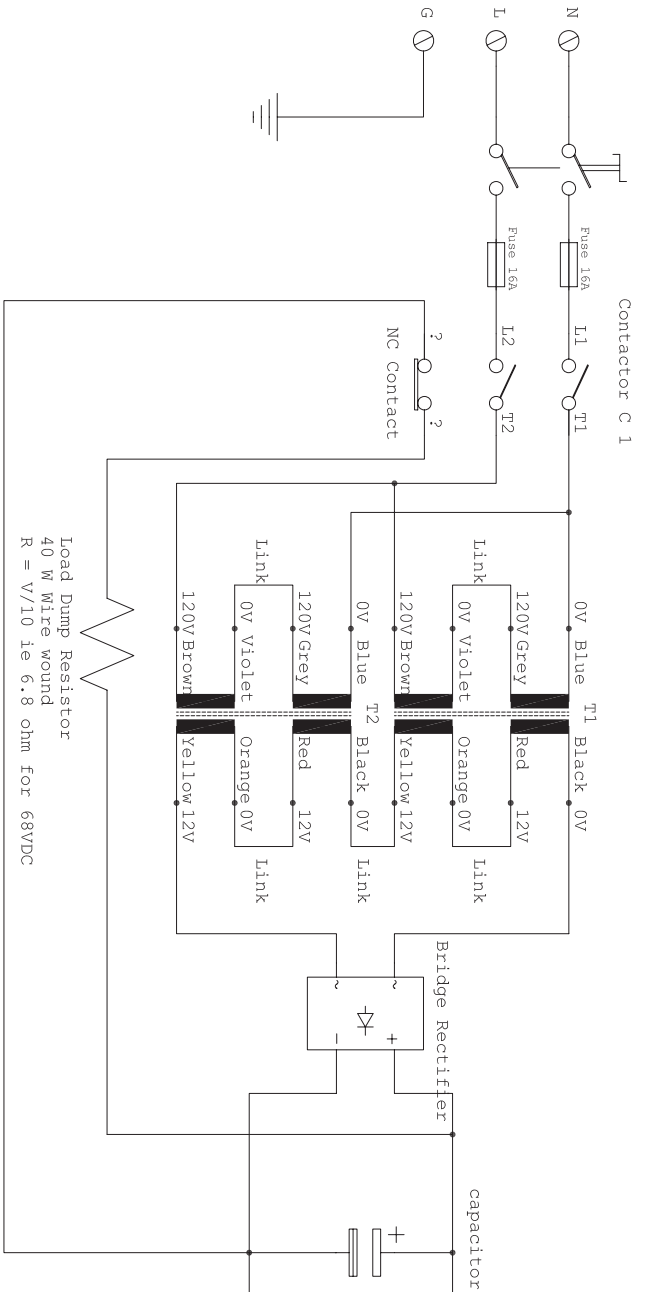 N
L
G
Fuse 16A
Fuse 16A
Contactor C 1
L1
T1
L2
T2
?
?
NC Contact
T1
0V Blue
Black 0V
120V Grey
Red 12V
Link
0V Violet
Orange 0V
Link
120V Brown
Yellow 12V
T2
0V Blue
Black 0V
Link
120V Grey
Red 12V
Link
0V Violet
Orange 0V
Link
120V Brown
Yellow 12V
Bridge Rectifier
~
~
+
-
capacitor
+
Load Dump Resistor
40 W Wire wound
R = V/10 ie 6.8 ohm for 68VDC